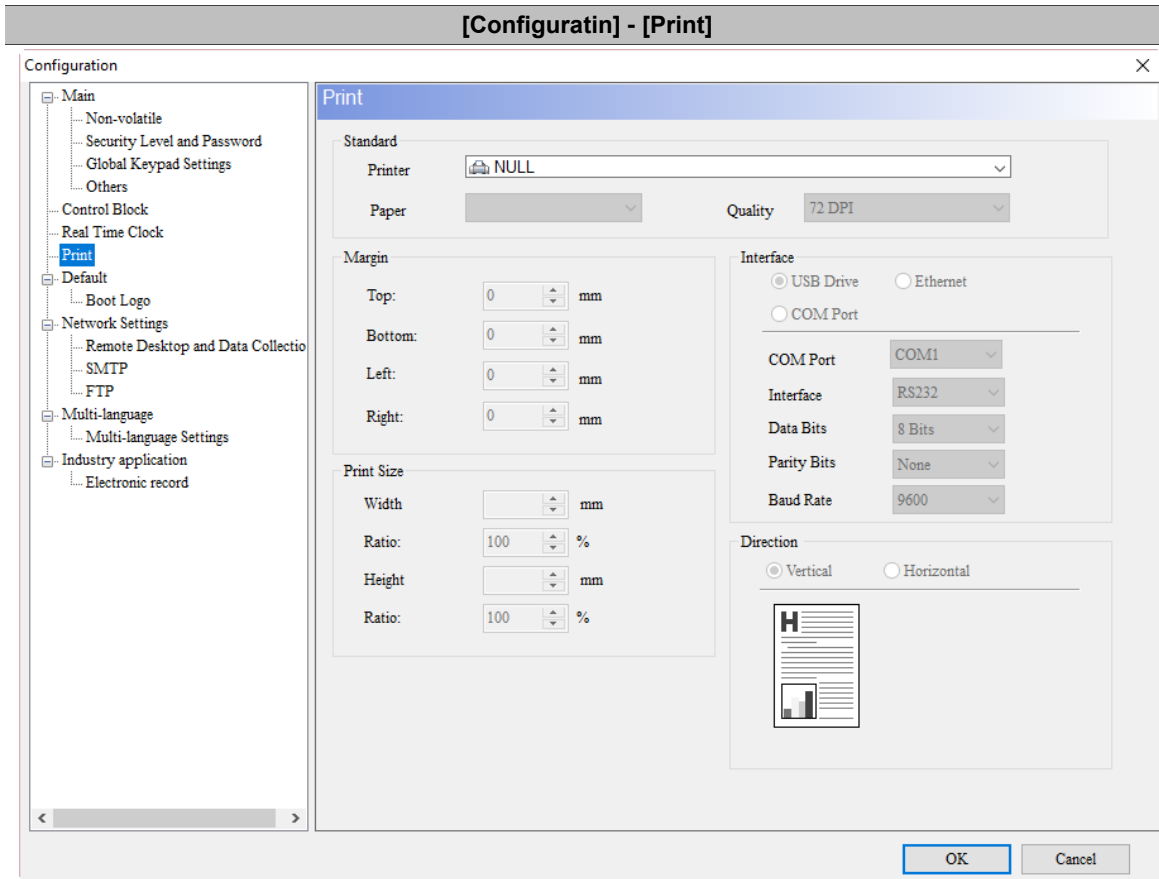 [Configuratin] - [Print]
Configuration
Main
Non-volatile
Security Level and Password
Global Keypad Settings
Others
Control Block
Real Time Clock
Print
Default
Boot Logo
Network Settings
Remote Desktop and Data Collectio
SMTP
FTP
Multi-language
Multi-language Settings
Industry application
Electronic record
Print
Standard
Printer NULL
Paper Quality 72 DPI
Margin
Top: 0 mm
Bottom: 0 mm
Left: 0 mm
Right: 0 mm
Print Size
Width mm
Ratio: 100 %
Height mm
Ratio: 100 %
Interface
USB Drive Ethernet
COM Port
COM Port COM1
Interface RS232
Data Bits 8 Bits
Parity Bits None
Baud Rate 9600
Direction
Vertical Horizontal
H
OK Cancel